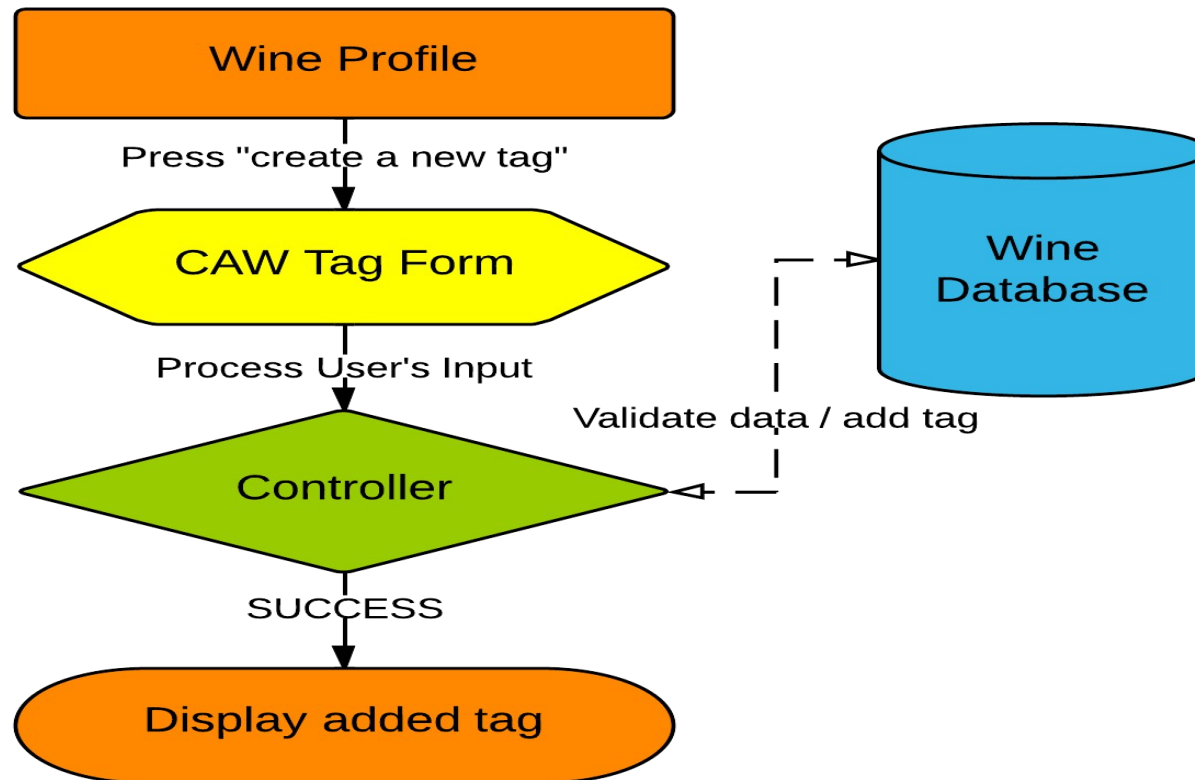 Wine Profile
Press "create a new tag"
CAW Tag Form
Process User's Input
Controller
SUCCESS
Display added tag
Validate data / add tag
Wine
Database